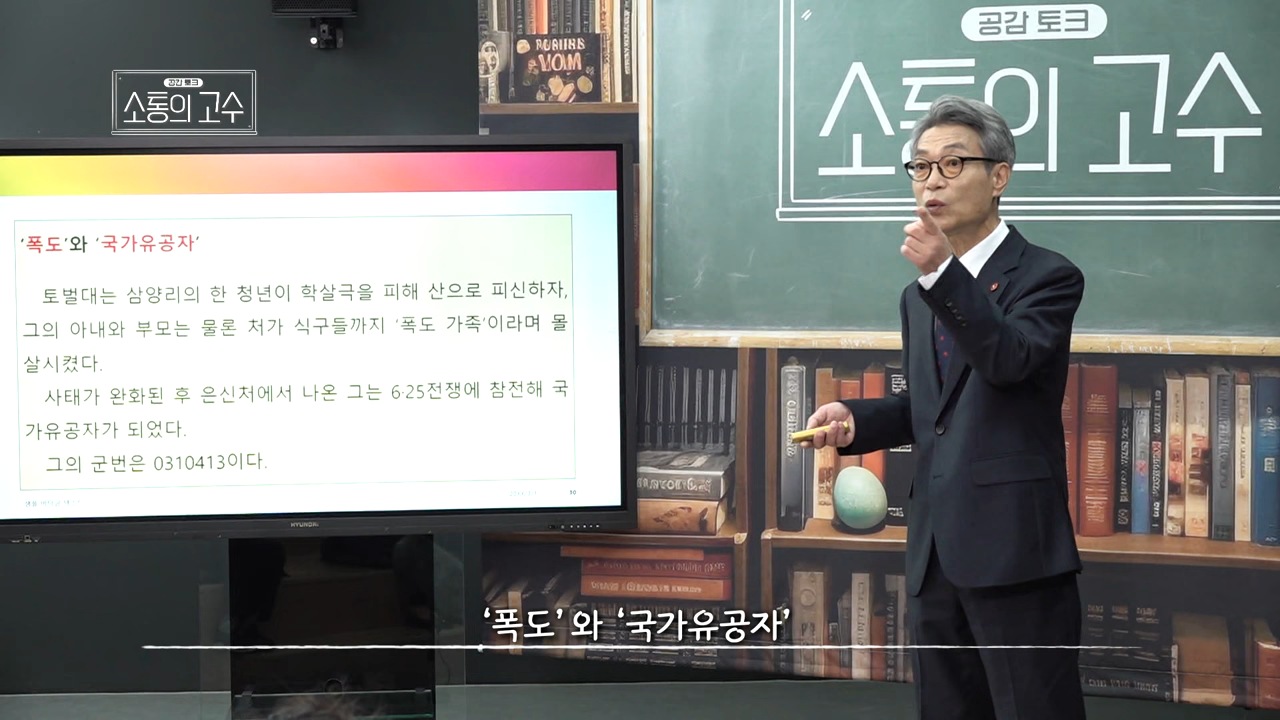 공감 토크
소통의 고수
공감 토크
소통의 고수
‘폭도’와 ‘국가유공자’
토벌대는 삼양리의 한 청년이 학살극을 피해 산으로 피신하자,
그의 아내와 부모는 물론 처가 식구들까지 ‘폭도 가족’이라며 몰
살시켰다.
사태가 완화된 후 은신처에서 나온 그는 6·25전쟁에 참전해 국
가유공자가 되었다.
그의 군번은 0310413이다.
30
HYUNDAI
‘폭도’와 ‘국가유공자’